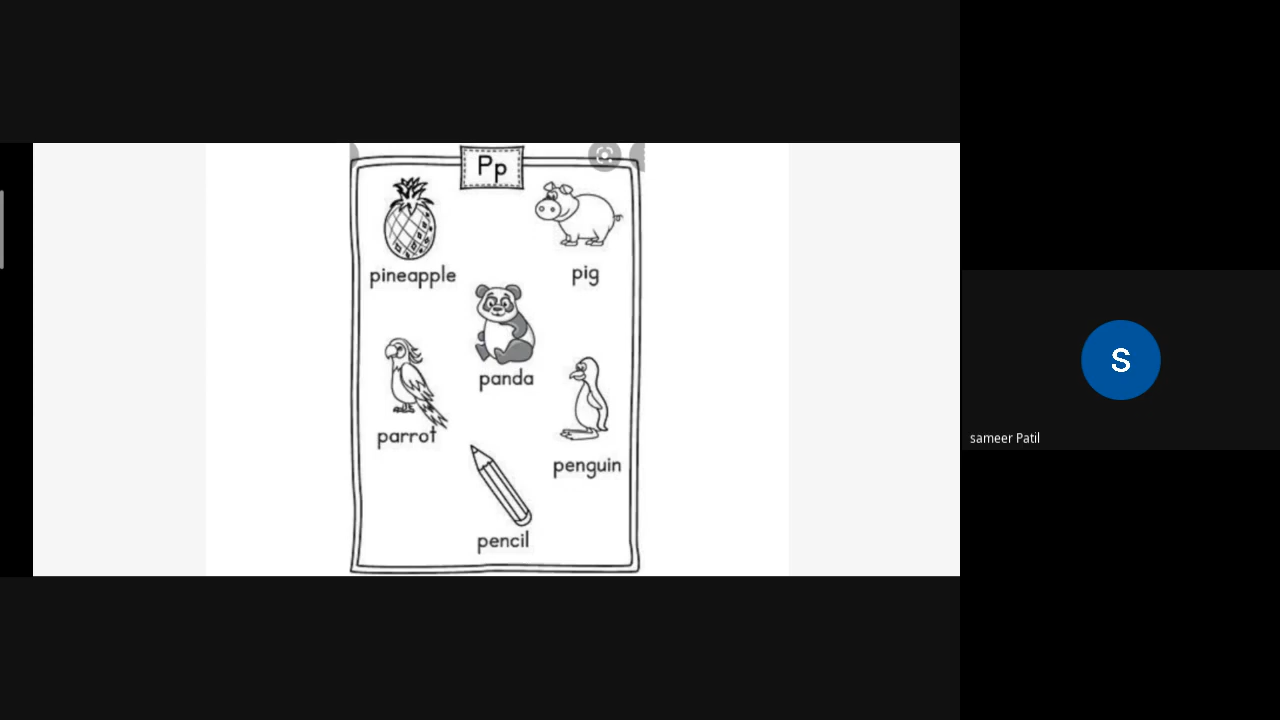 Pp
pineapple
pig
panda
parrot
penguin
pencil
S
sameer Patil